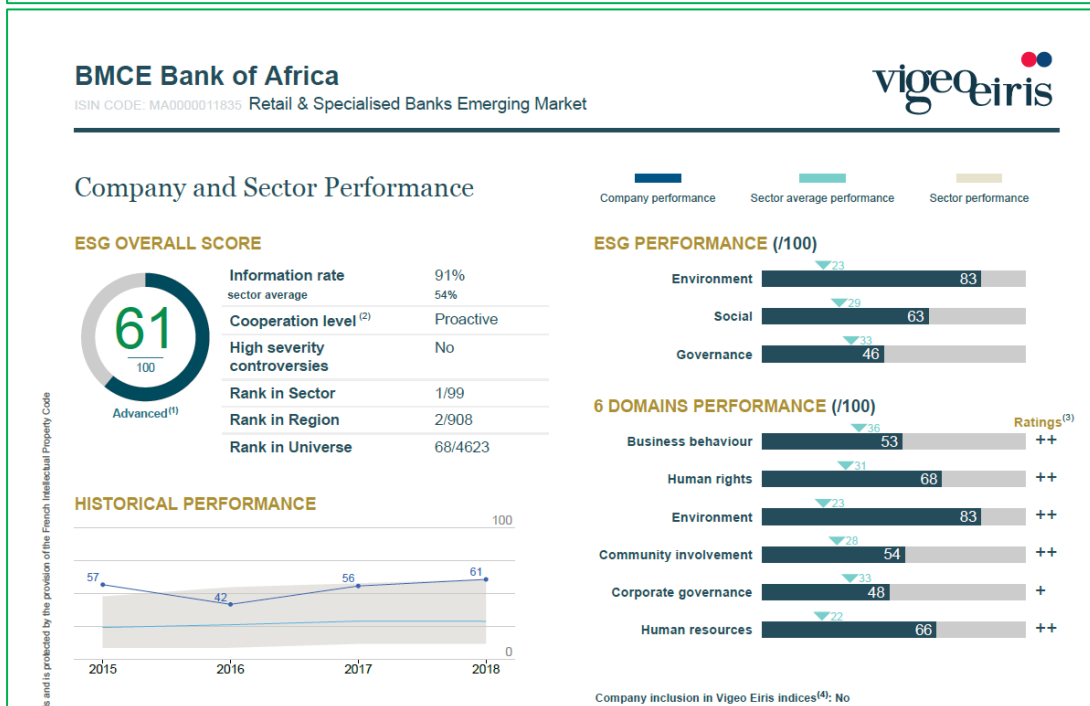 BMCE Bank of Africa
ISIN CODE: MA0000011835 Retail & Specialised Banks Emerging Market
vigeo eiris
Company and Sector Performance
Company performance
Sector average performance
Sector performance
ESG OVERALL SCORE
61
100
Advanced(1)
Information rate 91%
sector average 54%
Cooperation level (2) Proactive
High severity No
controversies
Rank in Sector 1/99
Rank in Region 2/908
Rank in Universe 68/4623
HISTORICAL PERFORMANCE
100
57
42
56
61
0
2015 2016 2017 2018
ESG PERFORMANCE (/100)
23
Environment 83
29
Social 63
33
Governance 46
6 DOMAINS PERFORMANCE (/100)
Ratings(3)
36
Business behaviour 53 ++
31
Human rights 68 ++
23
Environment 83 ++
28
Community involvement 54 ++
33
Corporate governance 48 +
22
Human resources 66 ++
Company inclusion in Vigeo Eiris indices(4): No
s and is protected by the provision of the French Intellectual Property Code